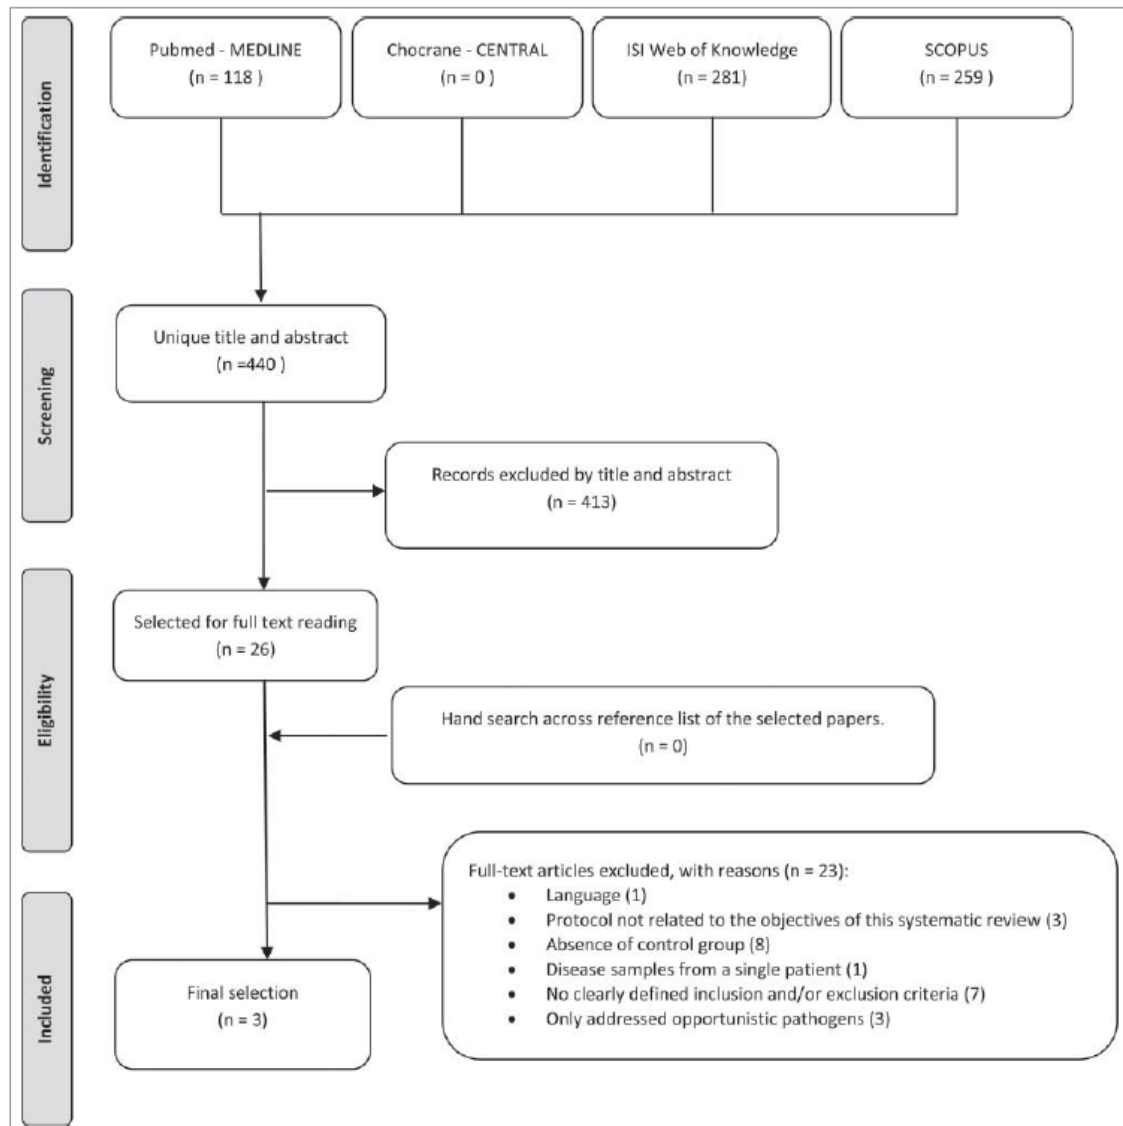 Identification
Pubmed - MEDLINE
(n = 118 )
Chocrane - CENTRAL
(n = 0 )
ISI Web of Knowledge
(n = 281)
SCOPUS
(n = 259 )
Screening
Unique title and abstract
(n =440 )
Records excluded by title and abstract
(n = 413)
Eligibility
Selected for full text reading
(n = 26)
Hand search across reference list of the selected papers.
(n = 0)
Included
Full-text articles excluded, with reasons (n = 23):
• Language (1)
• Protocol not related to the objectives of this systematic review (3)
• Absence of control group (8)
• Disease samples from a single patient (1)
• No clearly defined inclusion and/or exclusion criteria (7)
• Only addressed opportunistic pathogens (3)
Final selection
(n = 3)